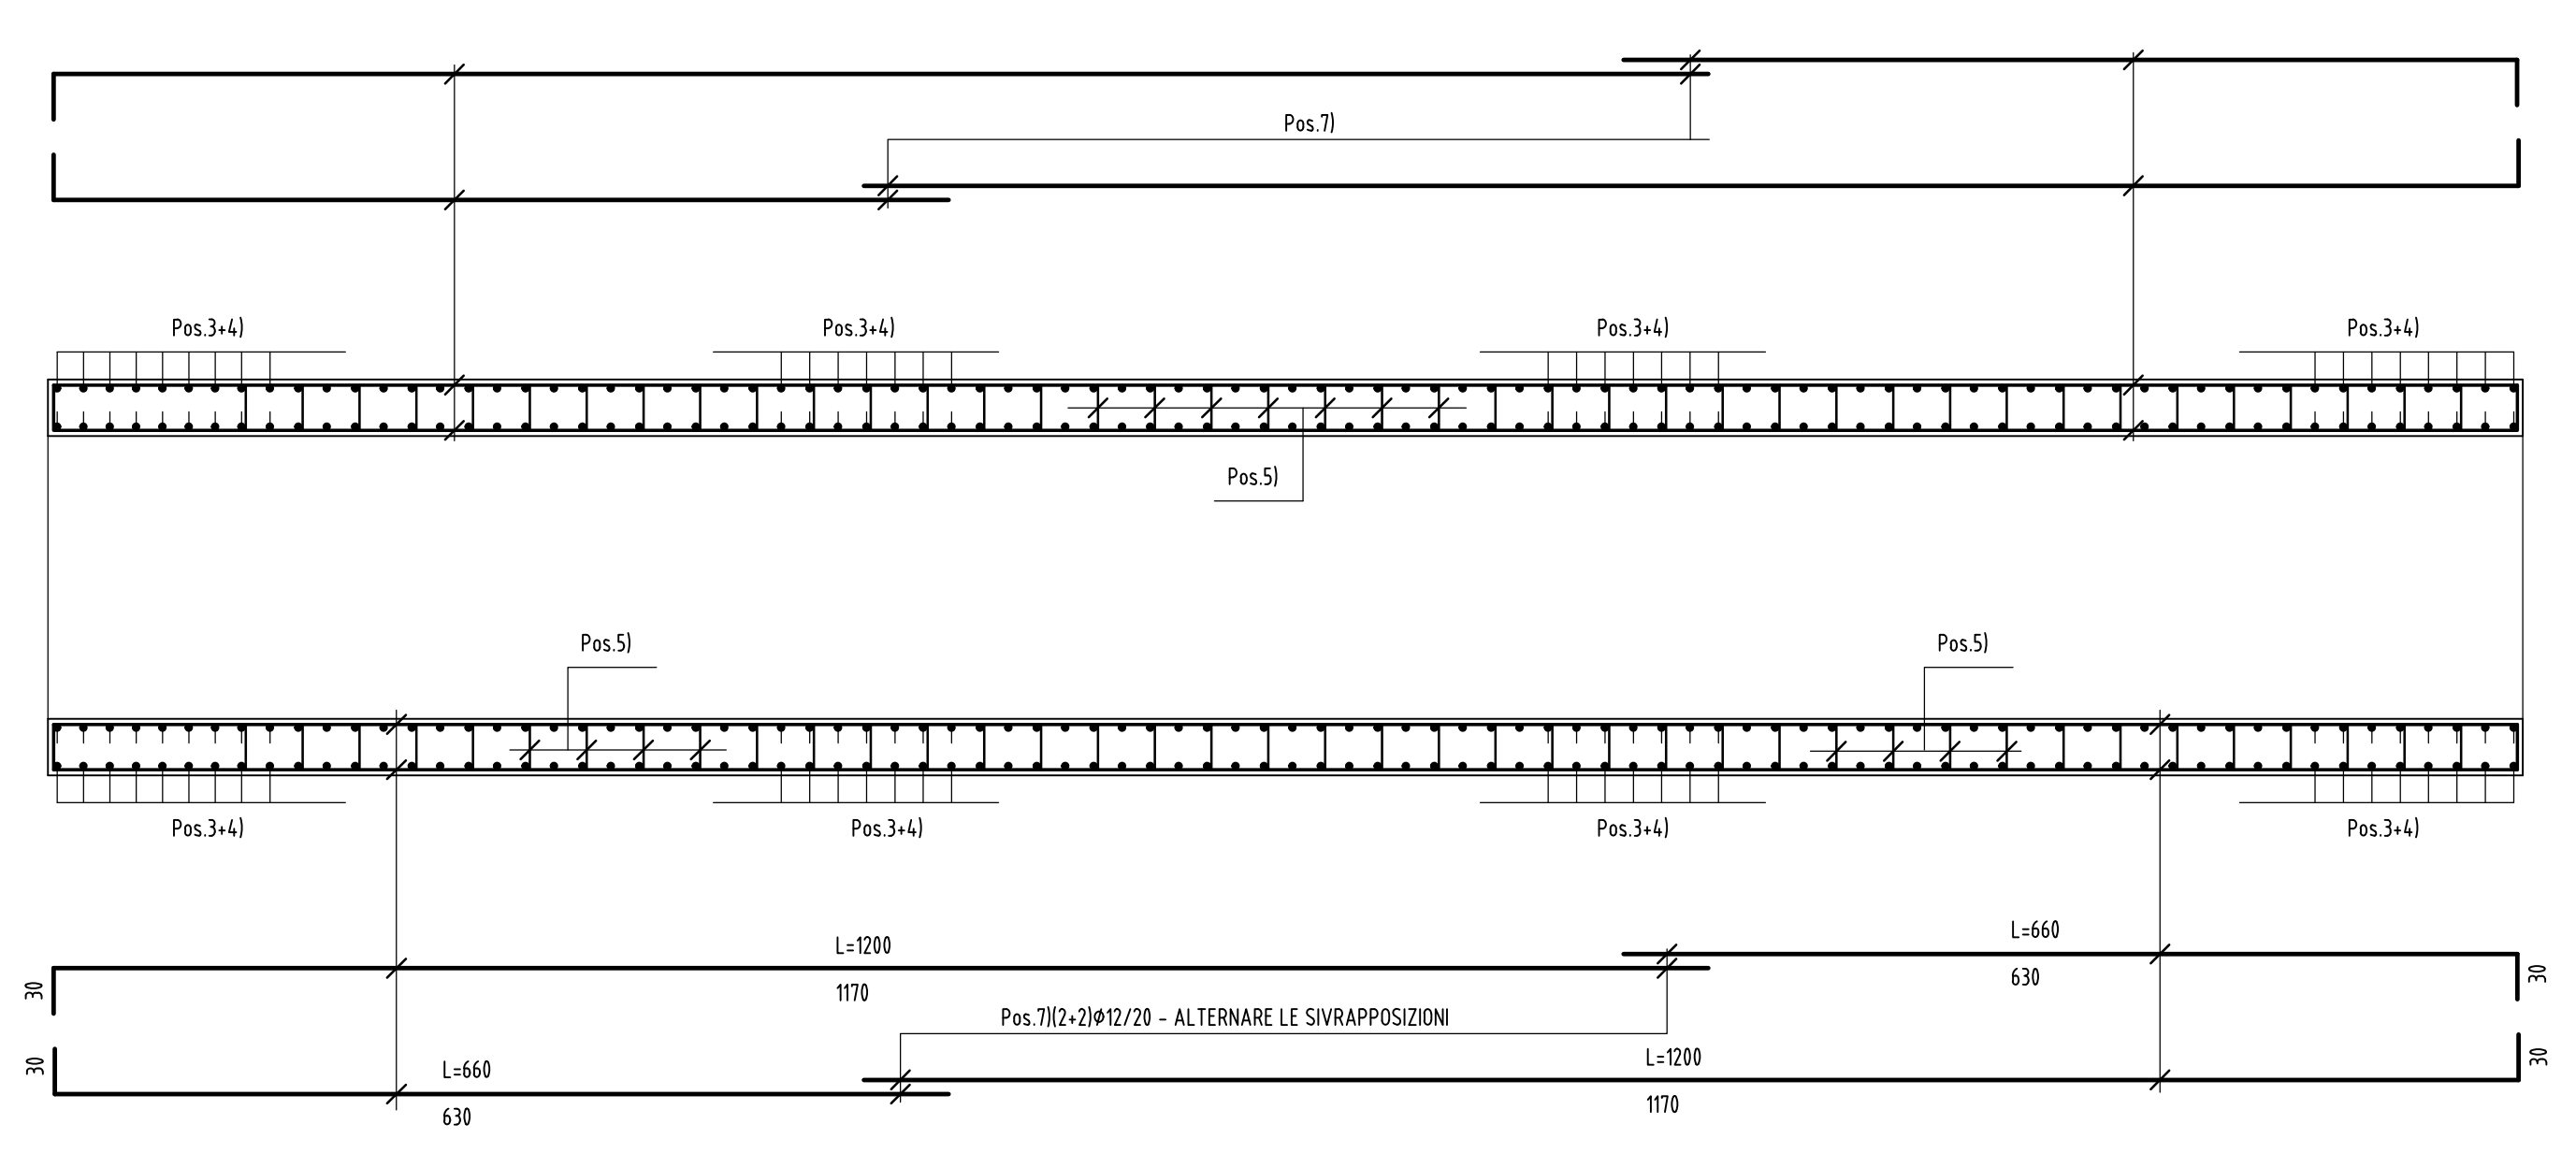 Pos.7)
Pos.3+4)
Pos.3+4)
Pos.3+4)
Pos.3+4)
Pos.5)
Pos.5)
Pos.5)
Pos.3+4)
Pos.3+4)
Pos.3+4)
Pos.3+4)
L=1200
L=660
30
1170
630
30
Pos.7)(2+2)ø12/20 - ALTERNARE LE SIVRAPPOSIZIONI
30
L=660
L=1200
30
630
1170